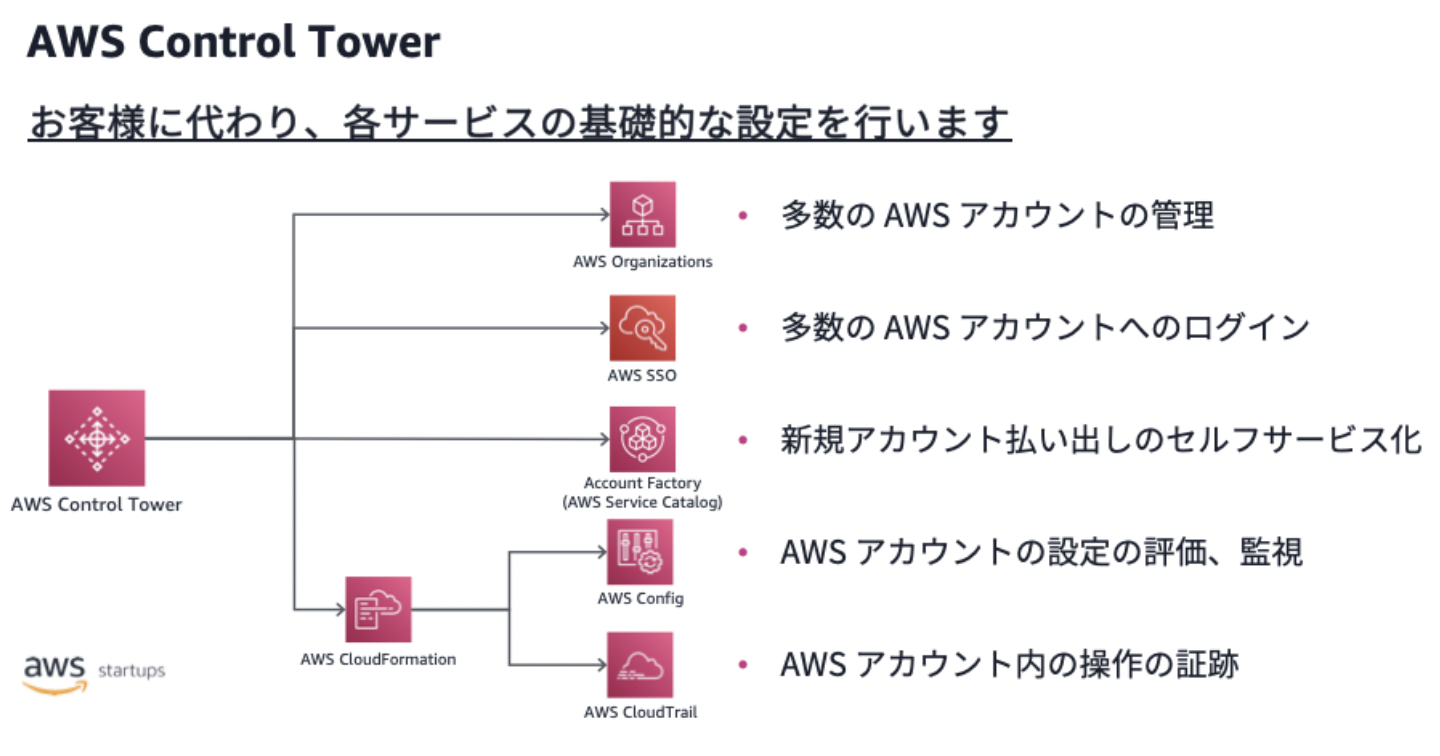 AWS Control Tower
お客様に代わり、各サービスの基礎的な設定を行います
AWS Organizations
• 多数の AWS アカウントの管理
AWS SSO
• 多数の AWS アカウントへのログイン
AWS Control Tower
Account Factory
(AWS Service Catalog)
• 新規アカウント払い出しのセルフサービス化
AWS CloudFormation
AWS Config
• AWS アカウントの設定の評価、監視
AWS CloudTrail
• AWS アカウント内の操作の証跡
aws startups